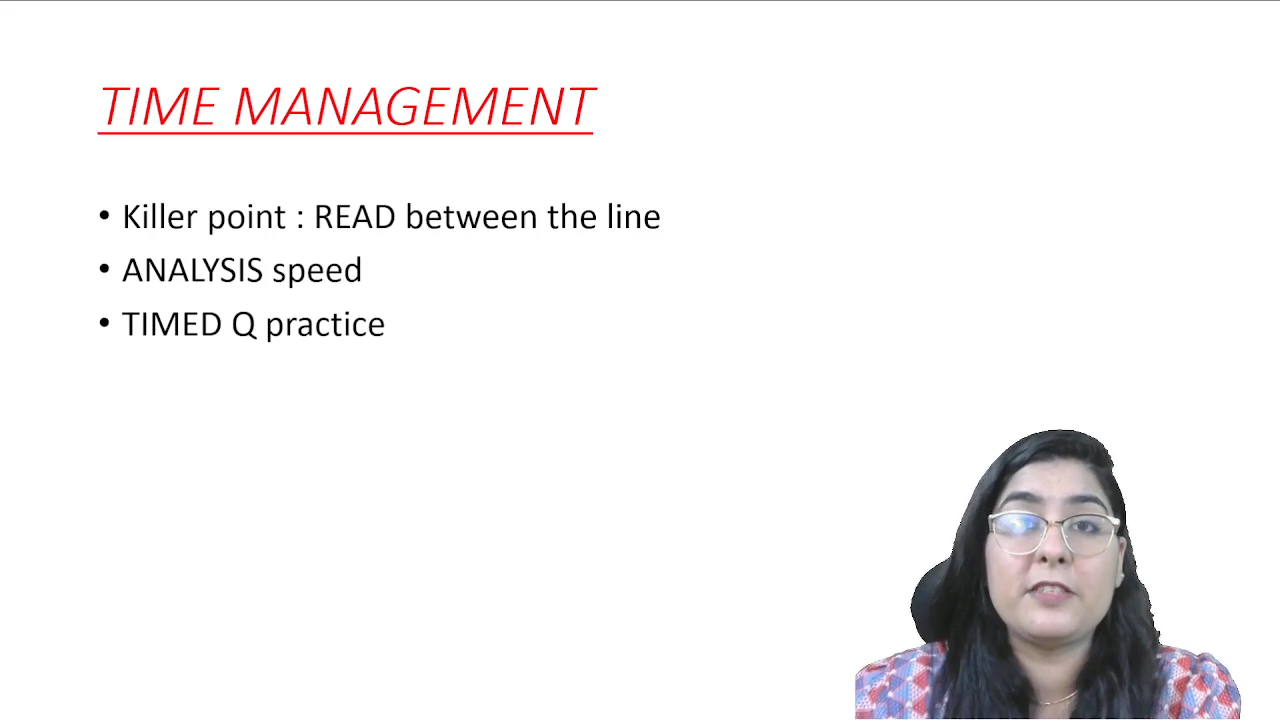 TIME MANAGEMENT
• Killer point : READ between the line
• ANALYSIS speed
• TIMED Q practice